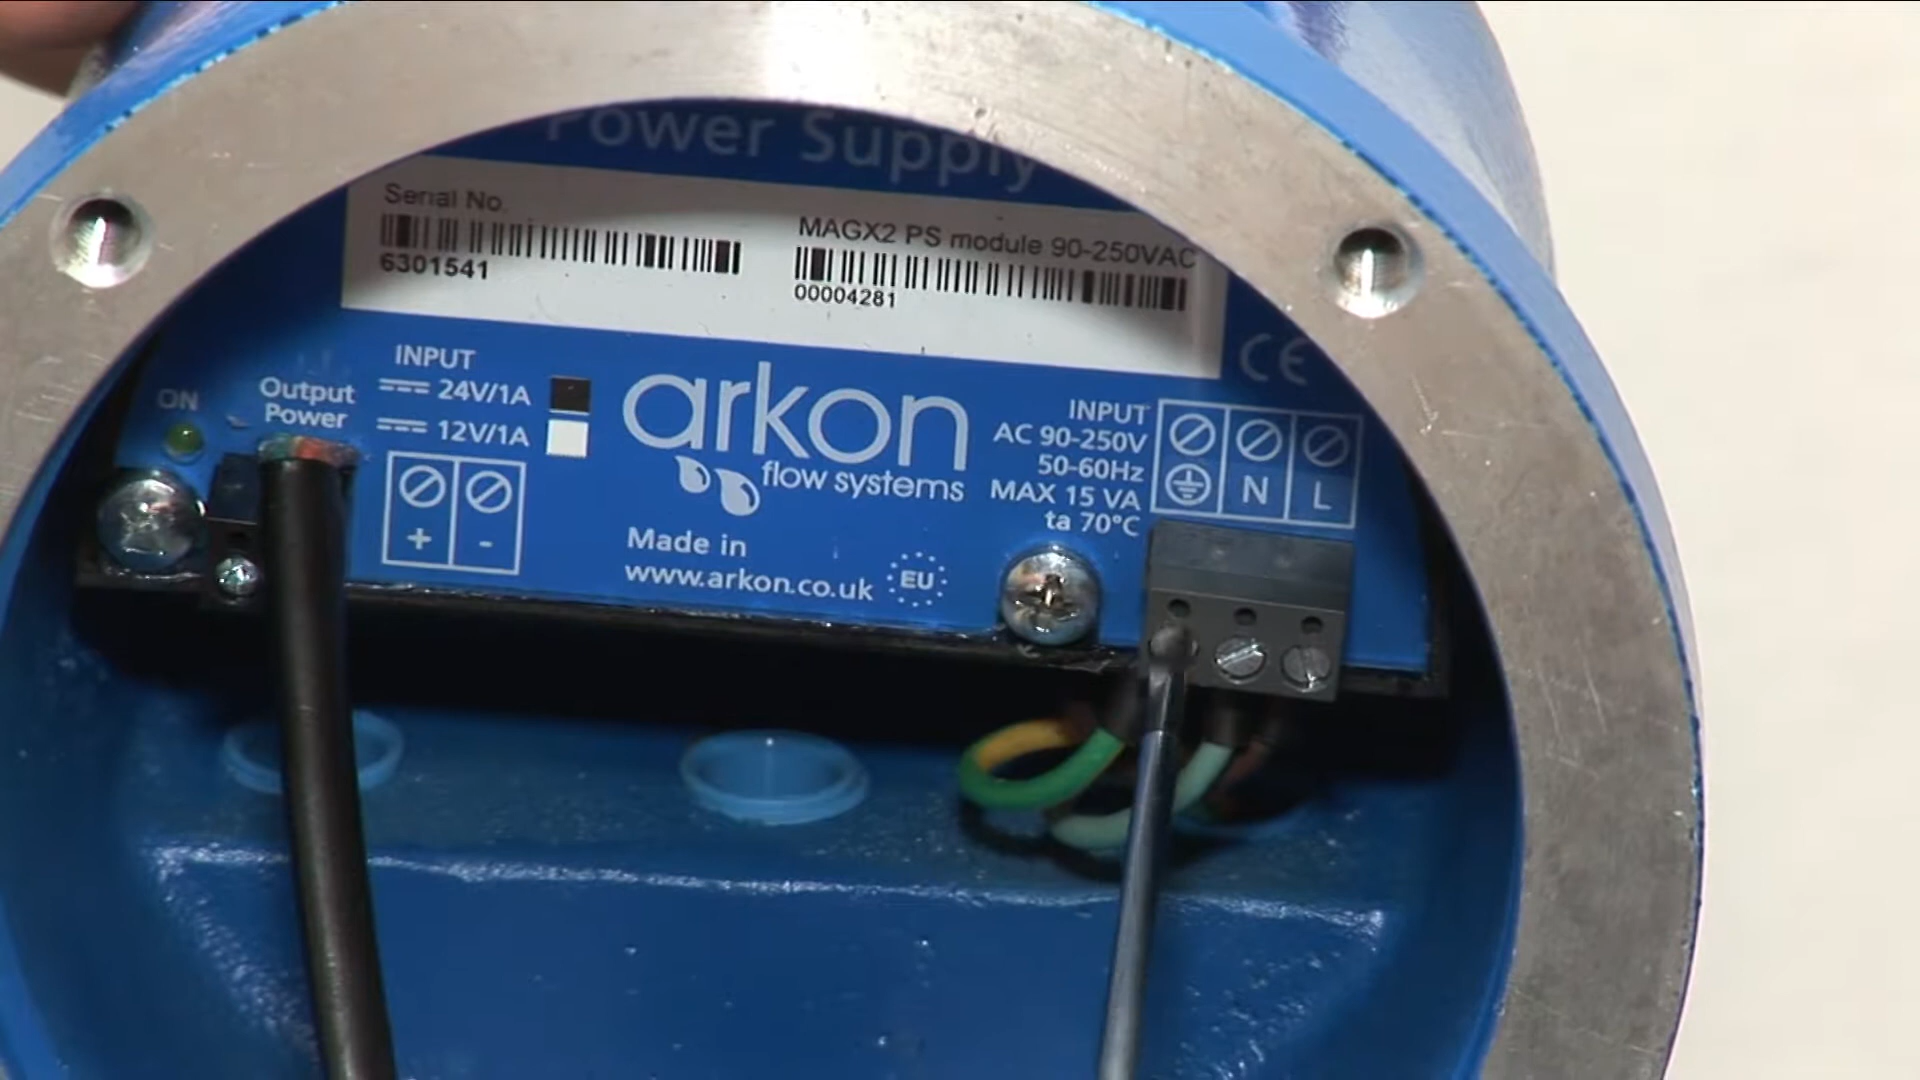 Power Supply
Serial No.
6301541
MAGX2 PS module 90-250VAC
00004281
CE
ON
Output
Power
INPUT
24V/1A
12V/1A
+ -
arkon
flow systems
Made in
www.arkon.co.uk
EU
INPUT
AC 90-250V
50-60Hz
MAX 15 VA
ta 70°C
N L